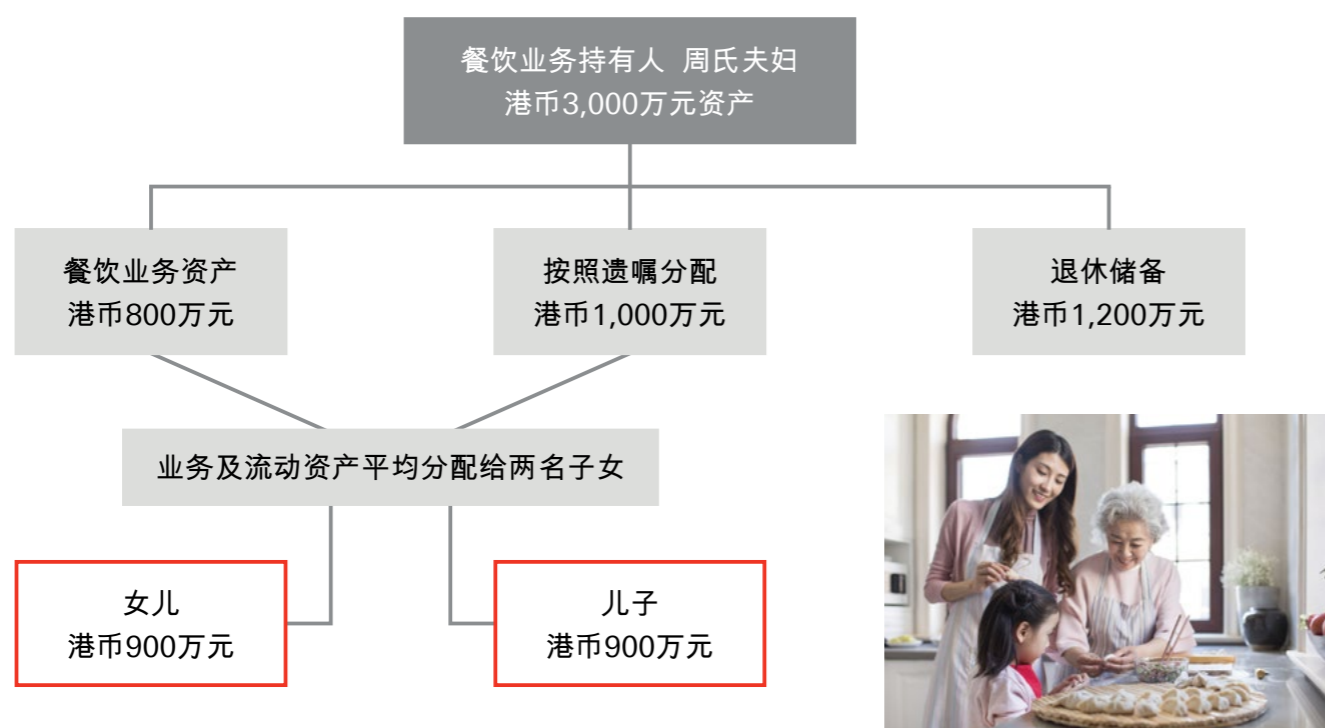 餐饮业务持有人 周氏夫妇
港币3,000万元资产
餐饮业务资产
港币800万元
按照遗嘱分配
港币1,000万元
退休储备
港币1,200万元
业务及流动资产平均分配给两名子女
女儿
港币900万元
儿子
港币900万元